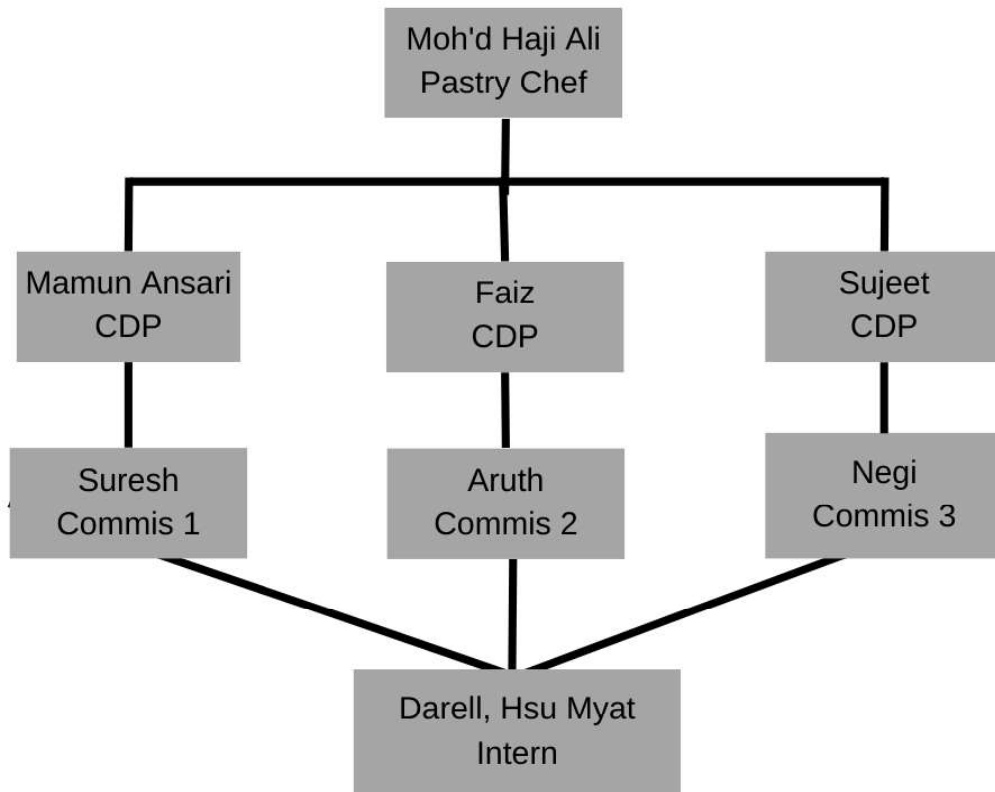 Moh'd Haji Ali
Pastry Chef
Mamun Ansari
CDP
Faiz
CDP
Sujeet
CDP
Suresh
Commis 1
Aruth
Commis 2
Negi
Commis 3
Darell, Hsu Myat
Intern